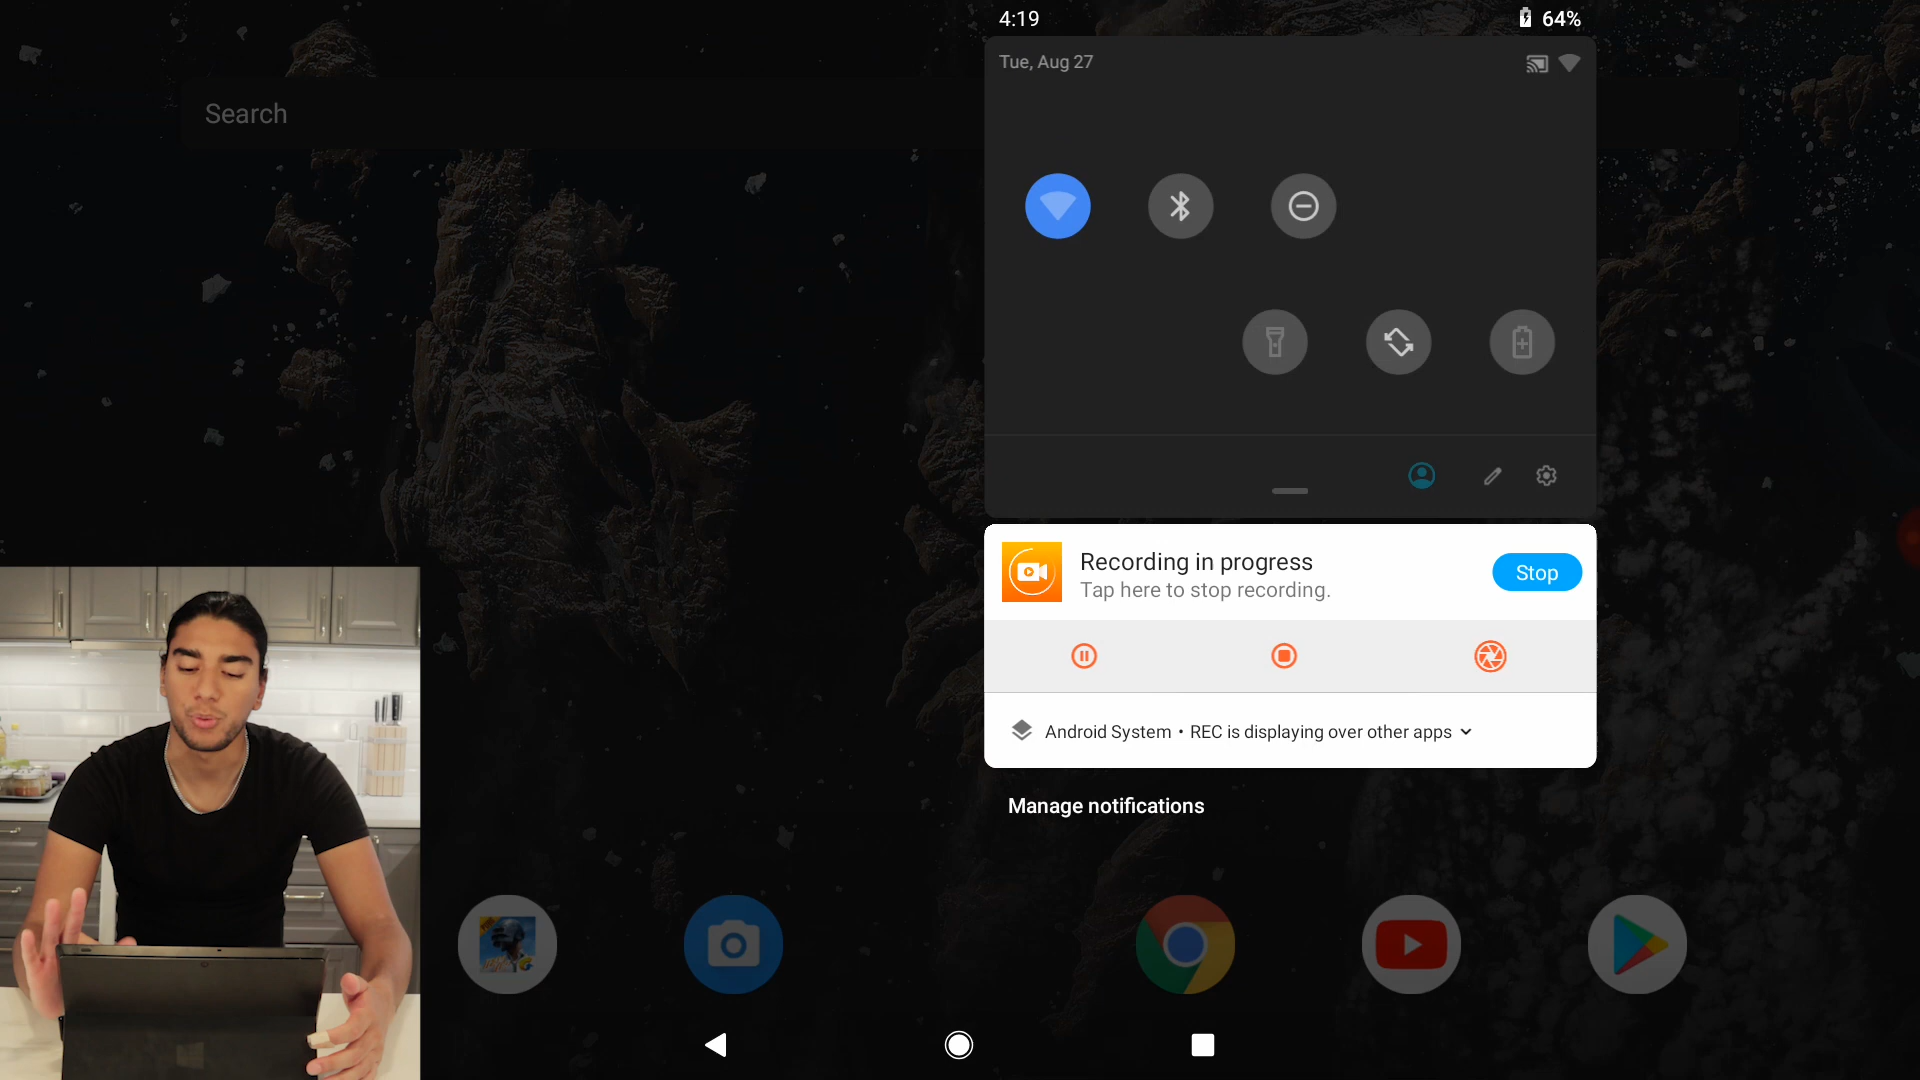 4:19
64%
Tue, Aug 27
Search
Recording in progress
Tap here to stop recording.
Stop
Android System • REC is displaying over other apps
Manage notifications